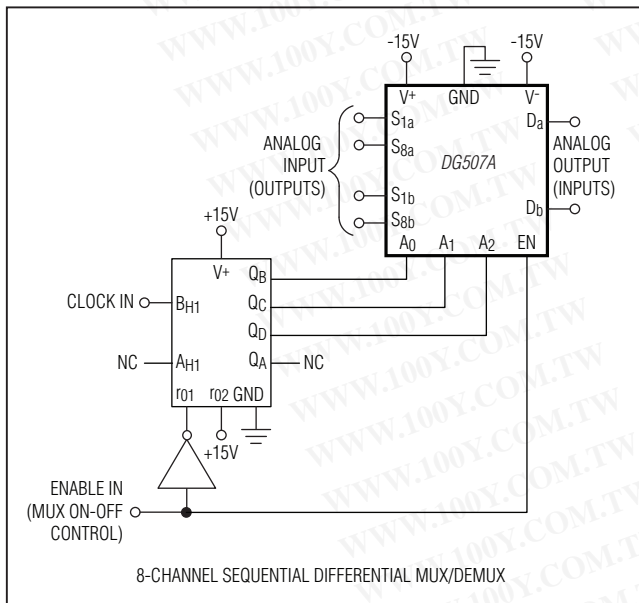 -15V
-15V
V+
GND
V-
S1a
S8a
S1b
S8b
ANALOG
INPUT
(OUTPUTS)
DG507A
Da
Db
ANALOG
OUTPUT
(INPUTS)
A0
A1
A2
EN
+15V
V+
QB
QC
QD
QA
NC
CLOCK IN
BH1
NC
AH1
r01
r02
GND
+15V
ENABLE IN
(MUX ON-OFF
CONTROL)
8-CHANNEL SEQUENTIAL DIFFERENTIAL MUX/DEMUX
WWW.100Y.COM.TW